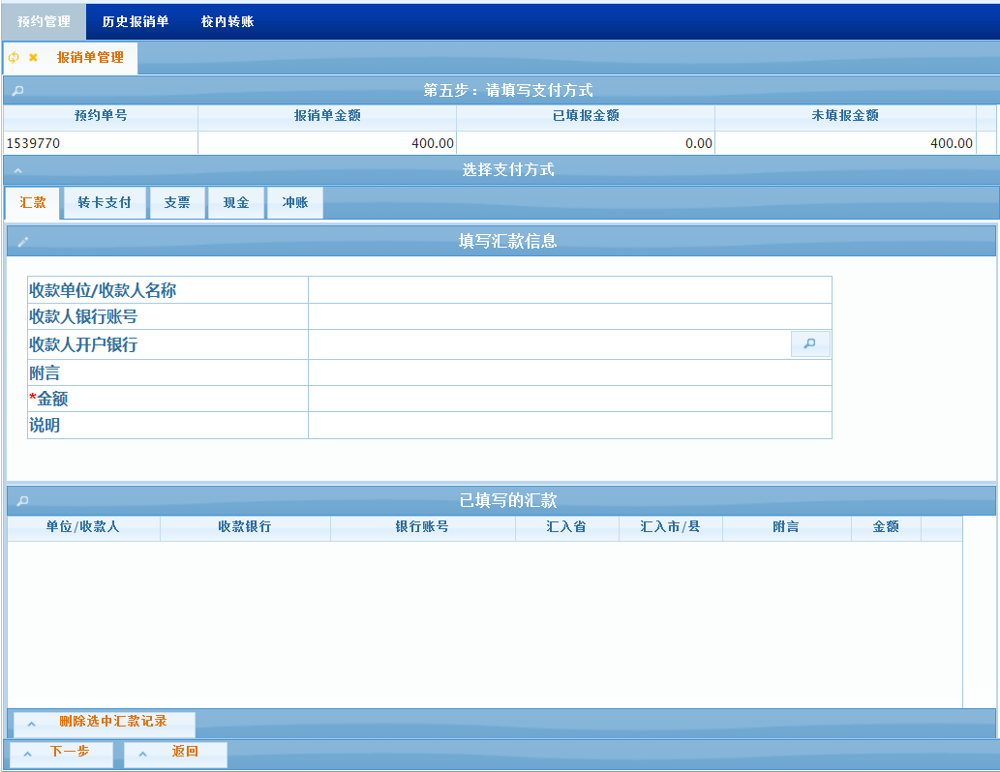 预约管理 历史报销单 校内转账
报销单管理
第五步：请填写支付方式
预约单号 报销单金额 已填报金额 未填报金额
1539770 400.00 0.00 400.00
选择支付方式
汇款 转卡支付 支票 现金 冲账
填写汇款信息
收款单位/收款人名称
收款人银行账号
收款人开户银行
附言
*金额
说明
已填写的汇款
单位/收款人 收款银行 银行账号 汇入省 汇入市/县 附言 金额
删除选中汇款记录
下一步 返回